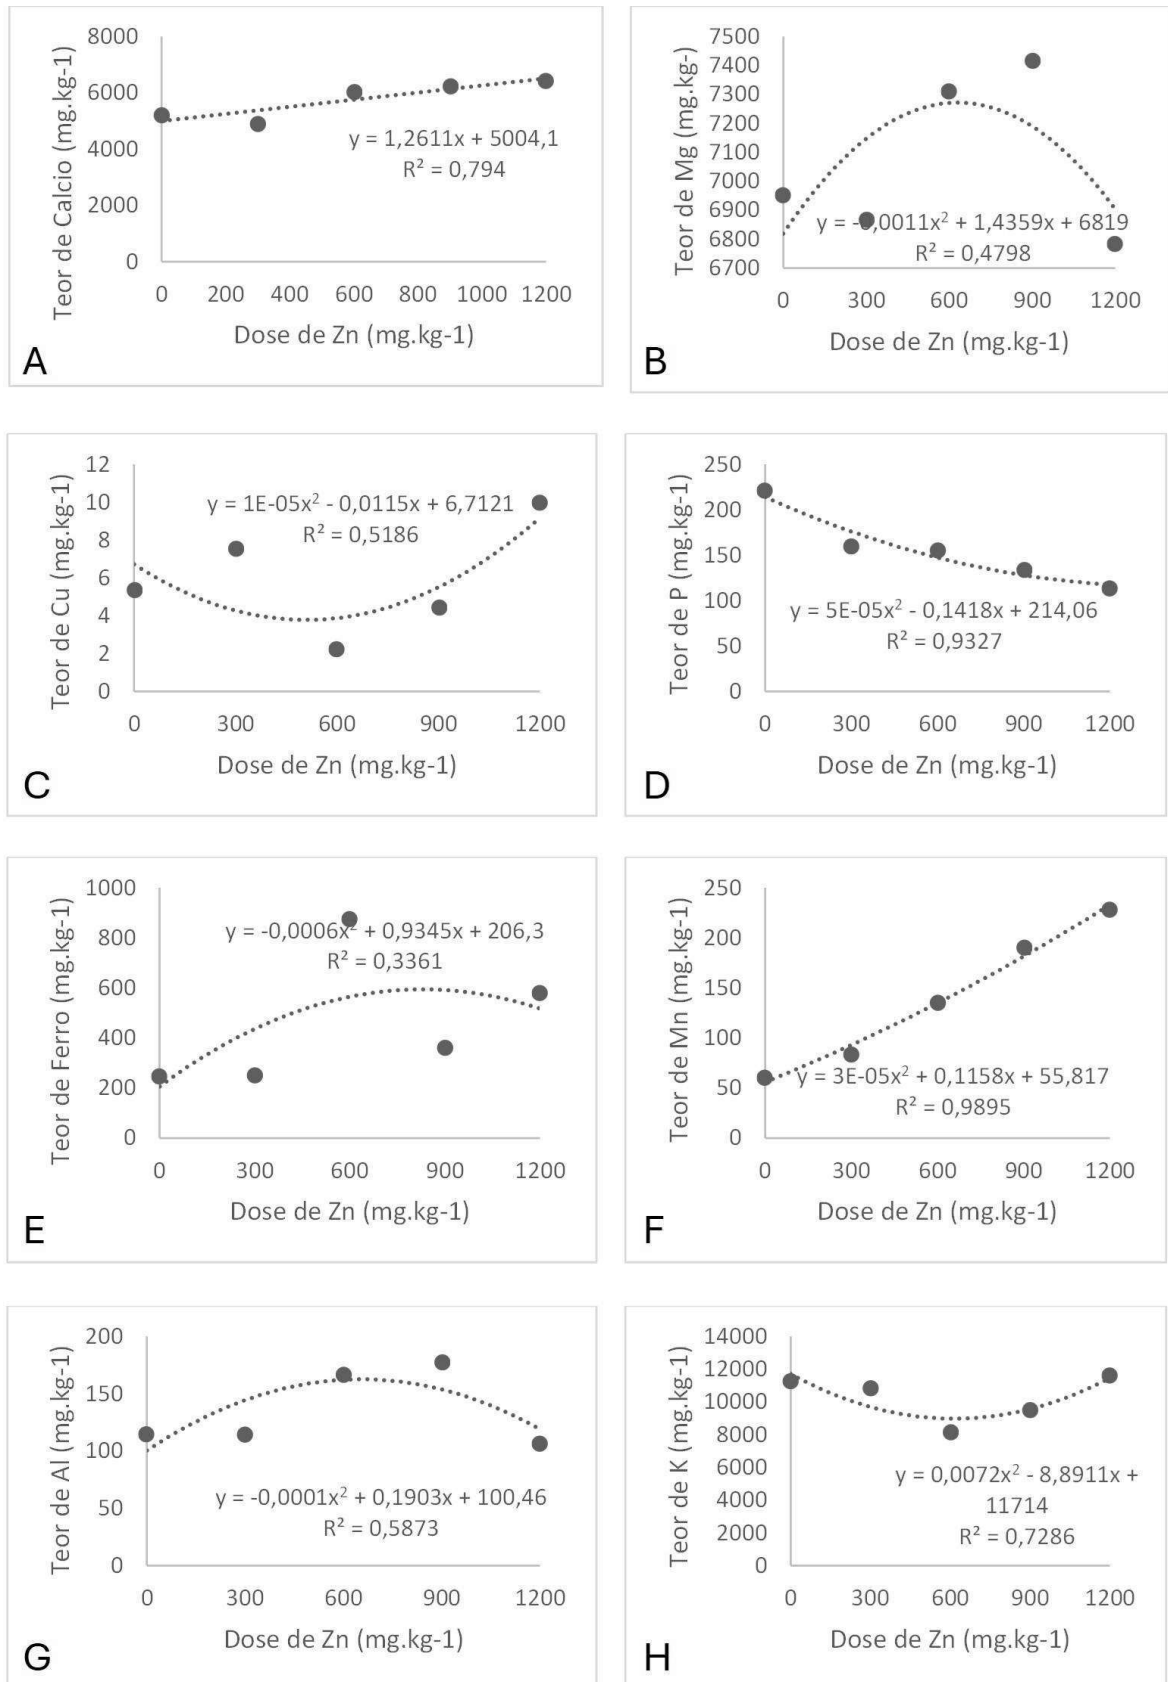 Teor de Calcio (mg.kg-1)
8000
6000
4000
2000
0
y = 1,2611x + 5004,1
R² = 0,794
0 200 400 600 800 1000 1200
Dose de Zn (mg.kg-1)
A
Teor de Mg (mg.kg-)
7500
7400
7300
7200
7100
7000
6900
6800
6700
y = -0,0011x² + 1,4359x + 6819
R² = 0,4798
0 300 600 900 1200
Dose de Zn (mg.kg-1)
B
Teor de Cu (mg.kg-1)
12
10
8
6
4
2
0
y = 1E-05x² - 0,0115x + 6,7121
R² = 0,5186
0 300 600 900 1200
Dose de Zn (mg.kg-1)
C
Teor de P (mg.kg-1)
250
200
150
100
50
0
y = 5E-05x² - 0,1418x + 214,06
R² = 0,9327
0 300 600 900 1200
Dose de Zn (mg.kg-1)
D
Teor de Ferro (mg.kg-1)
1000
800
600
400
200
0
y = -0,0006x² + 0,9345x + 206,3
R² = 0,3361
0 300 600 900 1200
Dose de Zn (mg.kg-1)
E
Teor de Mn (mg.kg-1)
250
200
150
100
50
0
y = 3E-05x² + 0,1158x + 55,817
R² = 0,9895
0 300 600 900 1200
Dose de Zn (mg.kg-1)
F
Teor de Al (mg.kg-1)
200
150
100
50
0
y = -0,0001x² + 0,1903x + 100,46
R² = 0,5873
0 300 600 900 1200
Dose de Zn (mg.kg-1)
G
Teor de K (mg.kg-1)
14000
12000
10000
8000
6000
4000
2000
0
y = 0,0072x² - 8,8911x +
11714
R² = 0,7286
0 300 600 900 1200
Dose de Zn (mg.kg-1)
H